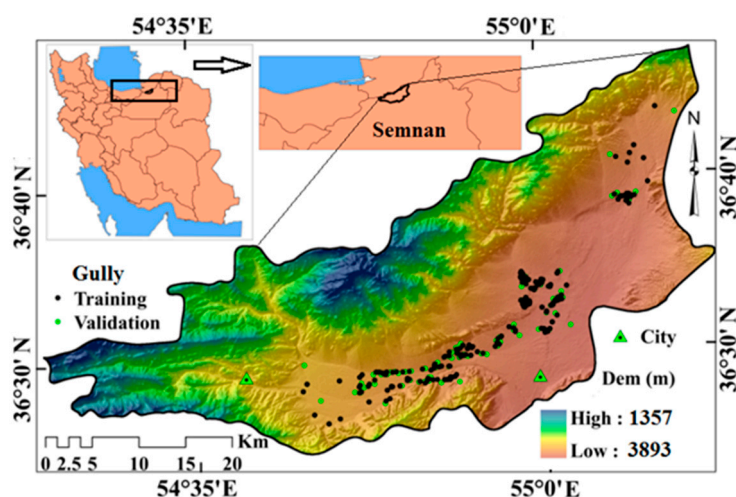 54°35'E
55°0'E
N
Semnan
36°40'N
36°40'N
Gully
Training
Validation
36°30'N
36°30'N
City
Dem (m)
High : 1357
Low : 3893
Km
0 2.5 5 10 15 20
54°35'E
55°0'E